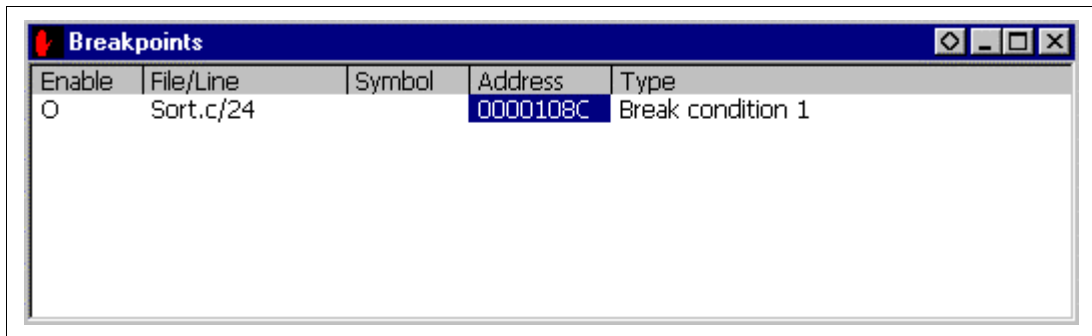 Breakpoints
Enable File/Line Symbol Address Type
O Sort.c/24 0000108C Break condition 1